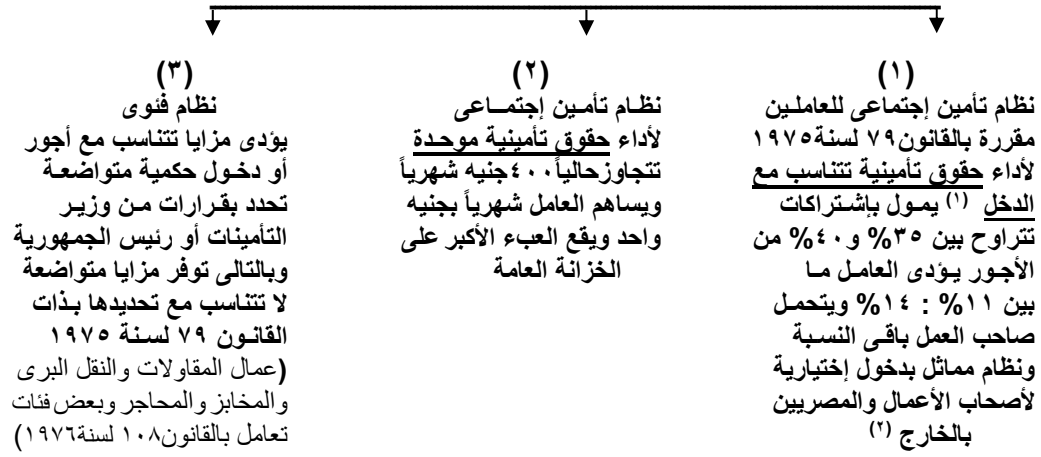 (١)
نظام تأمين إجتماعى للعاملين
مقررة بالقانون٧٩ لسنة١٩٧٥
لأداء حقوق تأمينية تتناسب مع
الدخل (١) يمول بإشتراكات
تتراوح بين ٣٥% و٤٠% من
الأجور يؤدى العامل ما
بين ١١% : ١٤% ويتحمل
صاحب العمل باقى النسبة
ونظام مماثل بدخول إختيارية
لأصحاب الأعمال والمصريين
بالخارج (٢)
(٢)
نظام تأمين إجتماعى
لأداء حقوق تأمينية موحدة
تتجاوزحالياً٤٠٠جنيه شهرياً
ويساهم العامل شهرياً بجنيه
واحد ويقع العبء الأكبر على
الخزانة العامة
(٣)
نظام فئوى
يؤدى مزايا تتناسب مع أجور
أو دخول حكمية متواضعة
تحدد بقرارات من وزير
التأمينات أو رئيس الجمهورية
وبالتالى توفر مزايا متواضعة
لا تتناسب مع تحديدها بذات
القانون ٧٩ لسنة ١٩٧٥
(عمال المقاولات والنقل البرى
والمخابز والمحاجر وبعض فئات
تعامل بالقانون١٠٨ لسنة١٩٧٦)